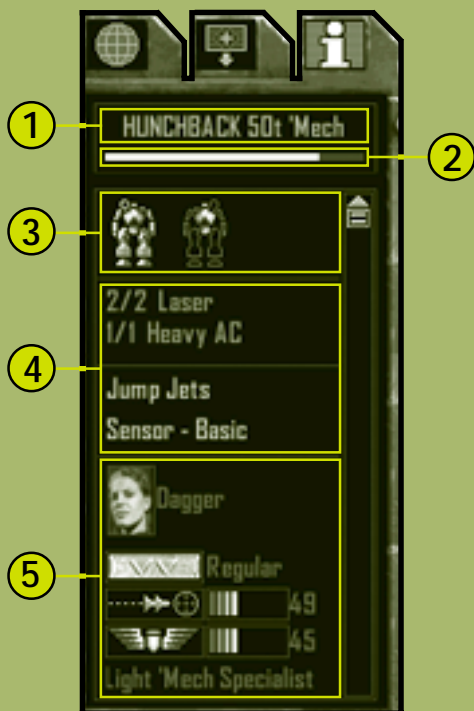 1
HUNCHBACK 50t 'Mech
2
3
2/2 Laser
1/1 Heavy AC
4
Jump Jets
Sensor - Basic
Dagger
5
Regular
49
45
Light 'Mech Specialist